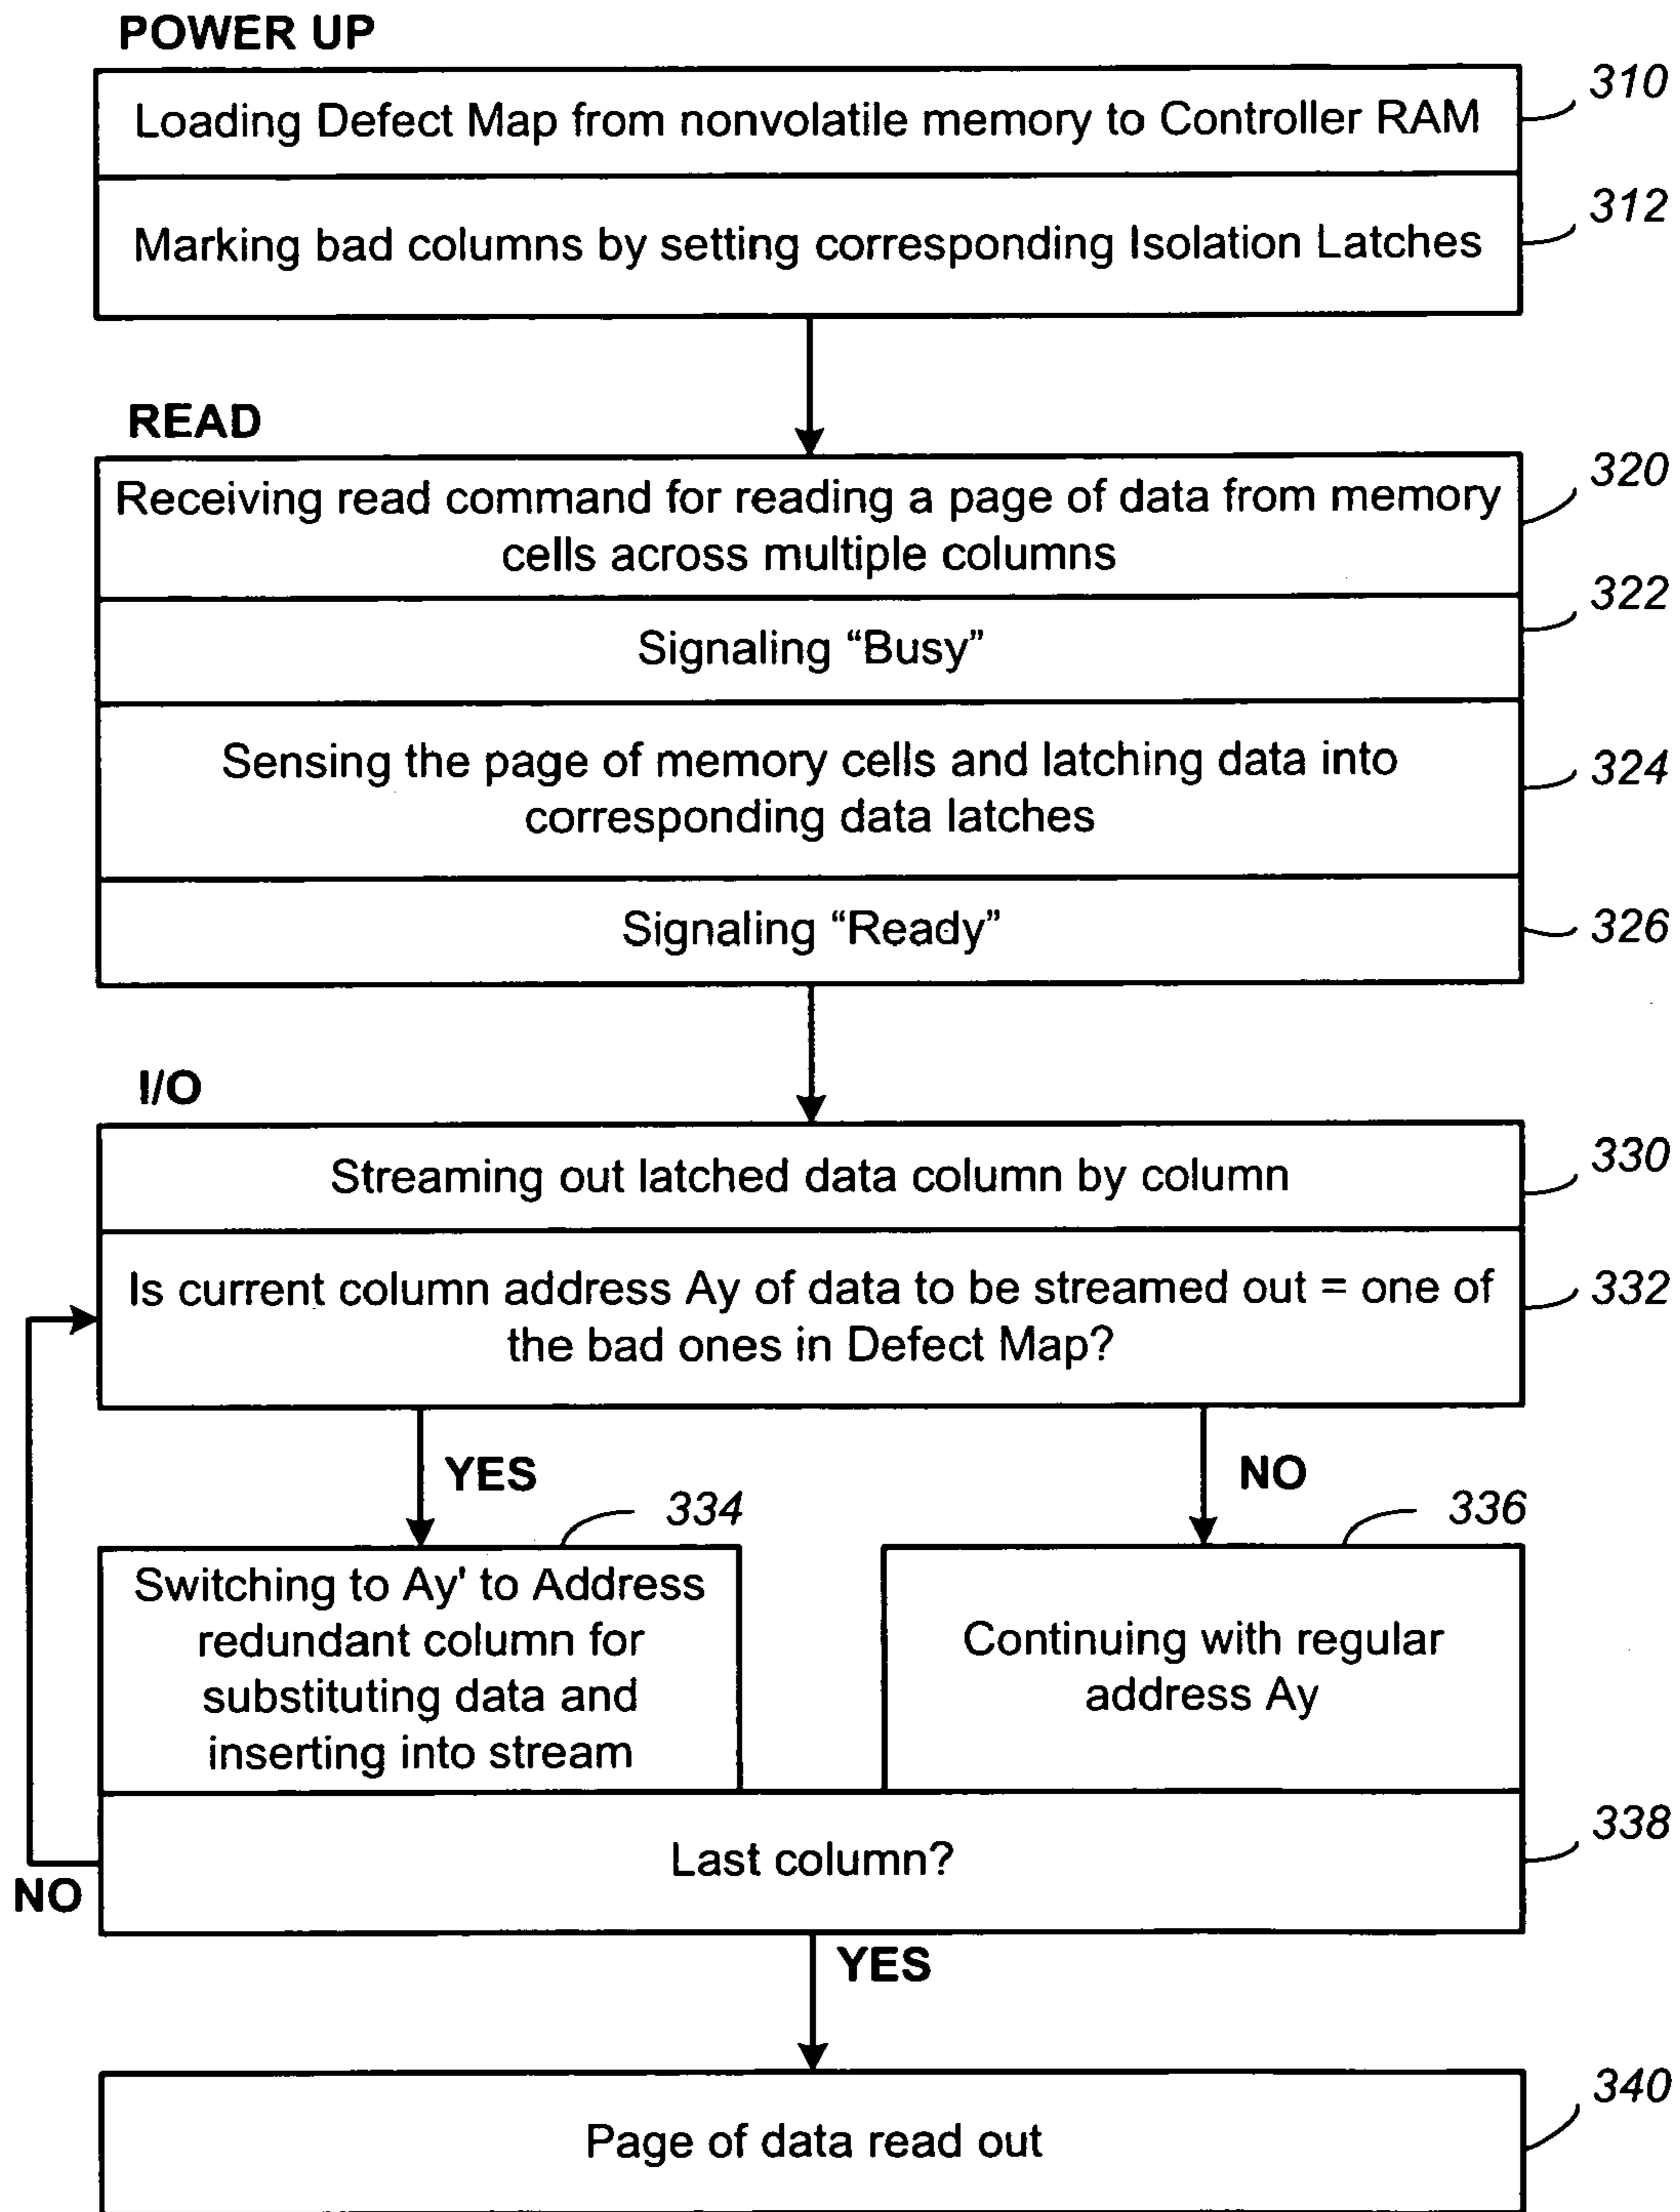 POWER UP
Loading Defect Map from nonvolatile memory to Controller RAM
310
Marking bad columns by setting corresponding Isolation Latches
312
READ
Receiving read command for reading a page of data from memory
cells across multiple columns
320
Signaling “Busy”
322
Sensing the page of memory cells and latching data into
corresponding data latches
324
Signaling “Ready”
326
I/O
Streaming out latched data column by column
330
Is current column address Ay of data to be streamed out = one of
the bad ones in Defect Map?
332
YES
NO
334
336
Switching to Ay' to Address
redundant column for
substituting data and
inserting into stream
Continuing with regular
address Ay
Last column?
338
NO
YES
Page of data read out
340